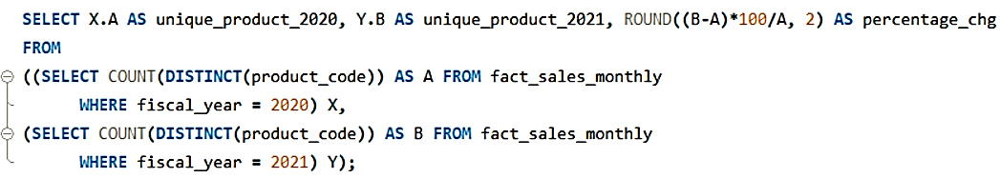 SELECT X.A AS unique_product_2020, Y.B AS unique_product_2021, ROUND((B-A)*100/A, 2) AS percentage_chg
FROM
((SELECT COUNT(DISTINCT(product_code)) AS A FROM fact_sales_monthly
WHERE fiscal_year = 2020) X,
(SELECT COUNT(DISTINCT(product_code)) AS B FROM fact_sales_monthly
WHERE fiscal_year = 2021) Y);